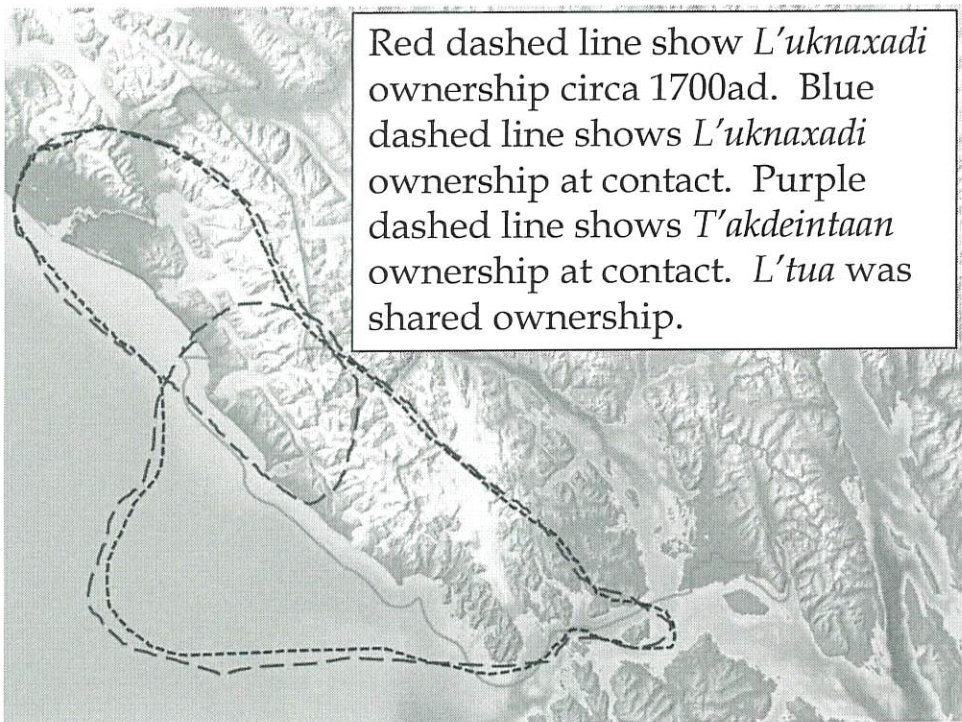 Red dashed line show L'uknaxadi
ownership circa 1700ad. Blue
dashed line shows L'uknaxadi
ownership at contact. Purple
dashed line shows T'akdeintaan
ownership at contact. L'tua was
shared ownership.